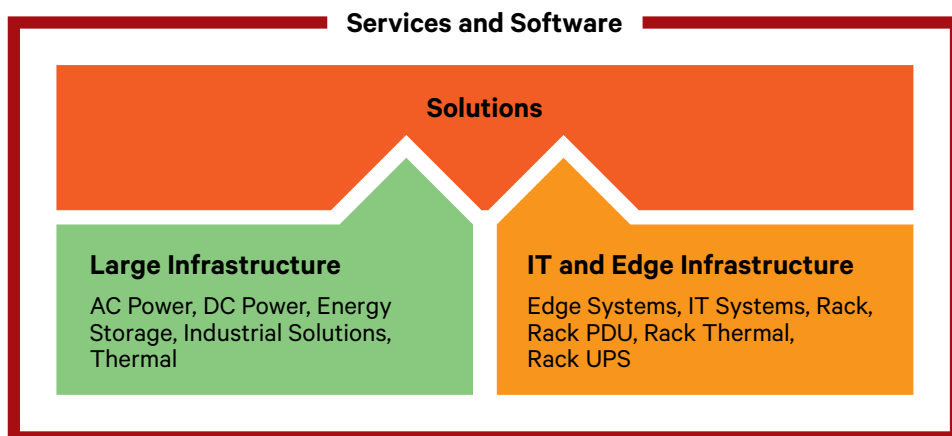 Services and Software
Solutions
Large Infrastructure
AC Power, DC Power, Energy
Storage, Industrial Solutions,
Thermal
IT and Edge Infrastructure
Edge Systems, IT Systems, Rack,
Rack PDU, Rack Thermal,
Rack UPS